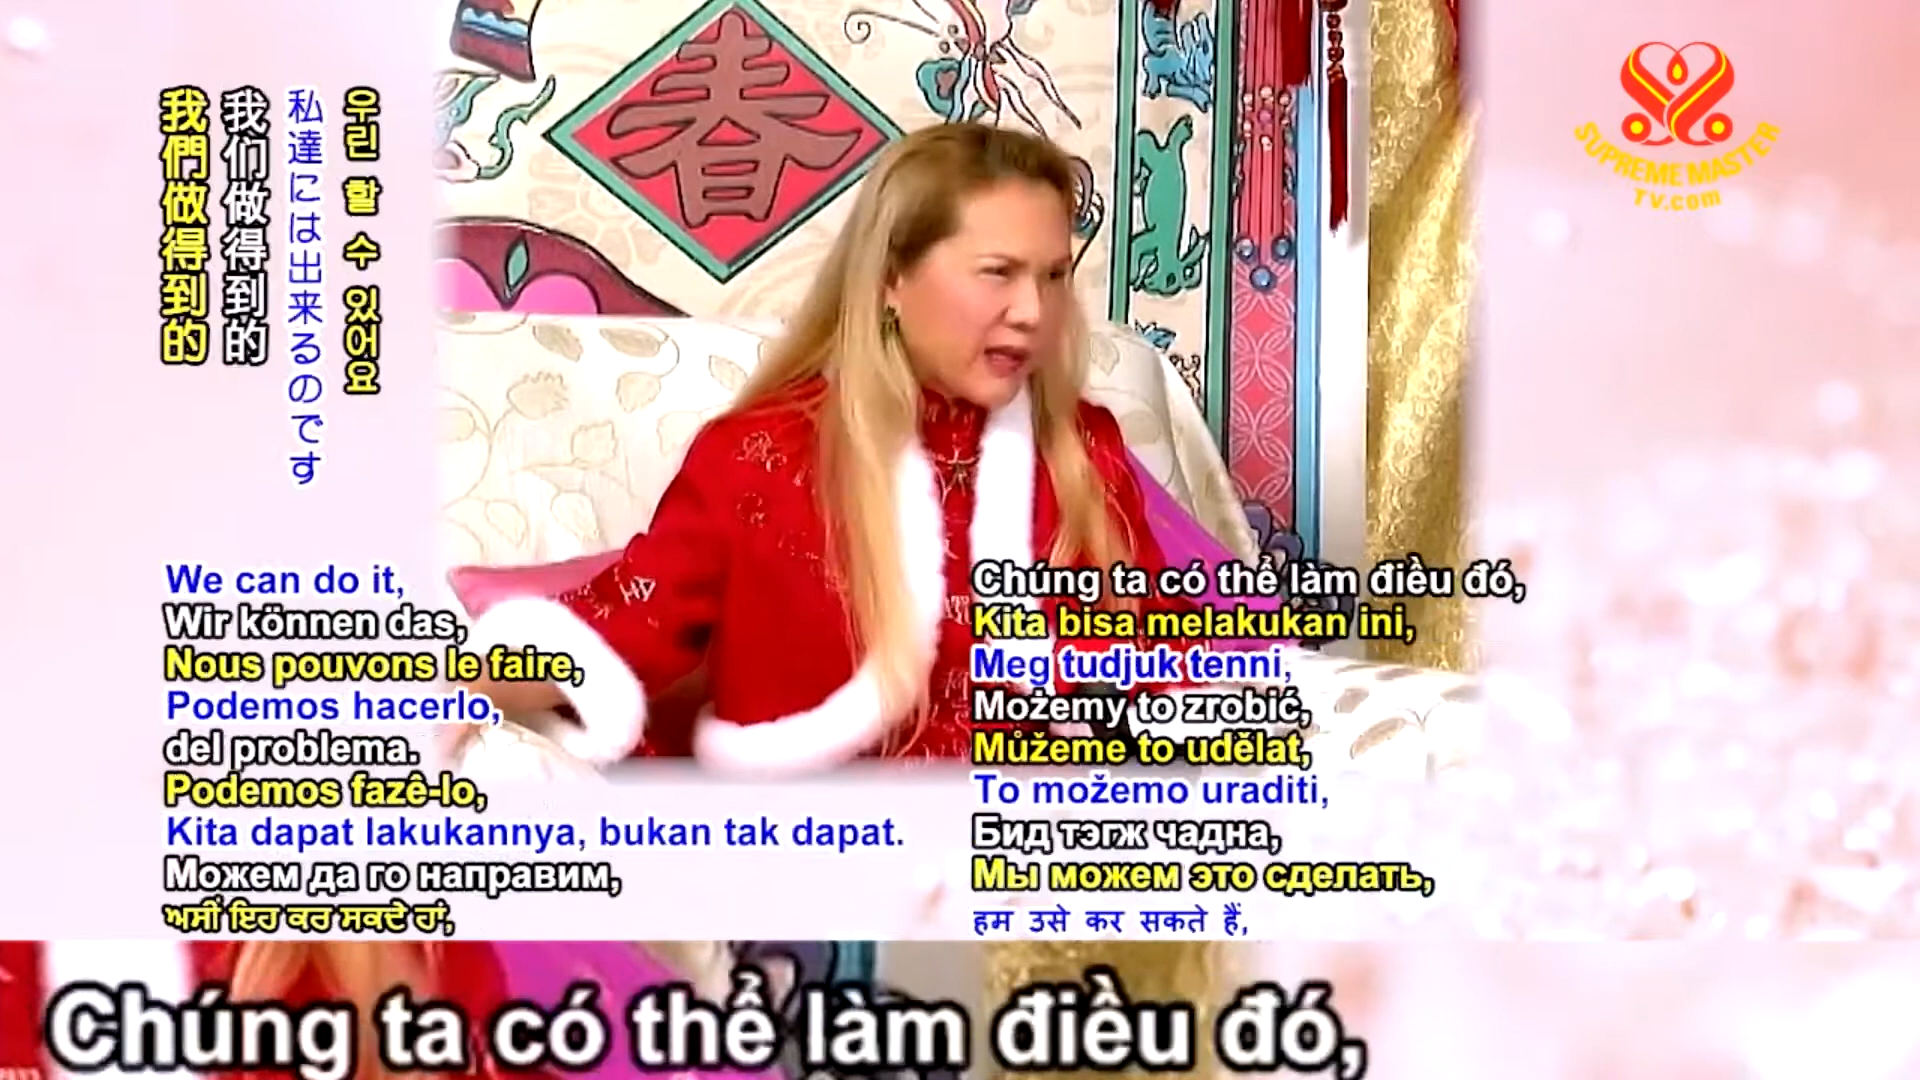 我們做得到的
我们做得到的
私達には出来るのです
우린 할 수 있어요
春
SUPREME MASTER
TV.com
We can do it,
Wir können das,
Nous pouvons le faire,
Podemos hacerlo,
del problema.
Podemos fazê-lo,
Kita dapat lakukannya, bukan tak dapat.
Можем да го направим,
ਅਸੀਂ ਇਹ ਕਰ ਸਕਦੇ ਹਾਂ,
Chúng ta có thể làm điều đó,
Kita bisa melakukan ini,
Meg tudjuk tenni,
Możemy to zrobić,
Můžeme to udělat,
To možemo uraditi,
Бид тэгж чадна,
Мы можем это сделать,
हम उसे कर सकते हैं,
Chúng ta có thể làm điều đó,